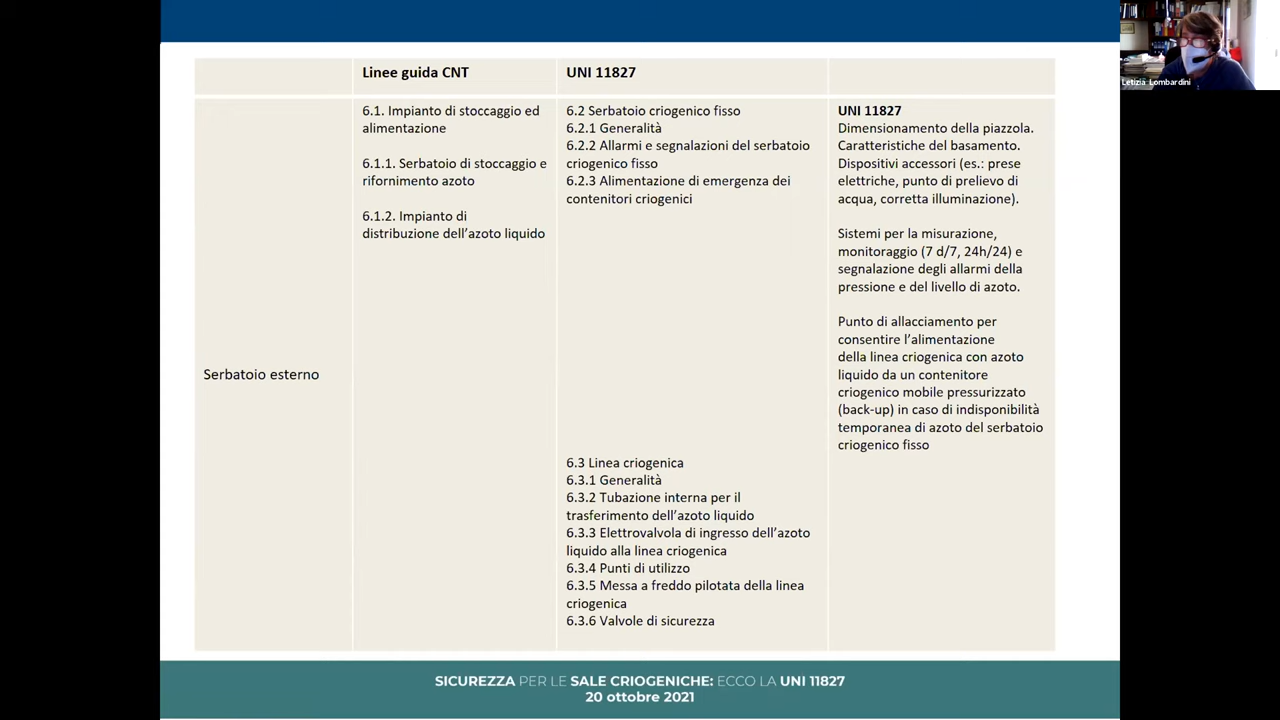 Letizia Lombardini
Linee guida CNT
UNI 11827
Serbatoio esterno
6.1. Impianto di stoccaggio ed
alimentazione
6.1.1. Serbatoio di stoccaggio e
rifornimento azoto
6.1.2. Impianto di
distribuzione dell’azoto liquido
6.2 Serbatoio criogenico fisso
6.2.1 Generalità
6.2.2 Allarmi e segnalazioni del serbatoio
criogenico fisso
6.2.3 Alimentazione di emergenza dei
contenitori criogenici
6.3 Linea criogenica
6.3.1 Generalità
6.3.2 Tubazione interna per il
trasferimento dell’azoto liquido
6.3.3 Elettrovalvola di ingresso dell’azoto
liquido alla linea criogenica
6.3.4 Punti di utilizzo
6.3.5 Messa a freddo pilotata della linea
criogenica
6.3.6 Valvole di sicurezza
UNI 11827
Dimensionamento della piazzola.
Caratteristiche del basamento.
Dispositivi accessori (es.: prese
elettriche, punto di prelievo di
acqua, corretta illuminazione).
Sistemi per la misurazione,
monitoraggio (7 d/7, 24h/24) e
segnalazione degli allarmi della
pressione e del livello di azoto.
Punto di allacciamento per
consentire l’alimentazione
della linea criogenica con azoto
liquido da un contenitore
criogenico mobile pressurizzato
(back-up) in caso di indisponibilità
temporanea di azoto del serbatoio
criogenico fisso
SICUREZZA PER LE SALE CRIOGENICHE: ECCO LA UNI 11827
20 ottobre 2021